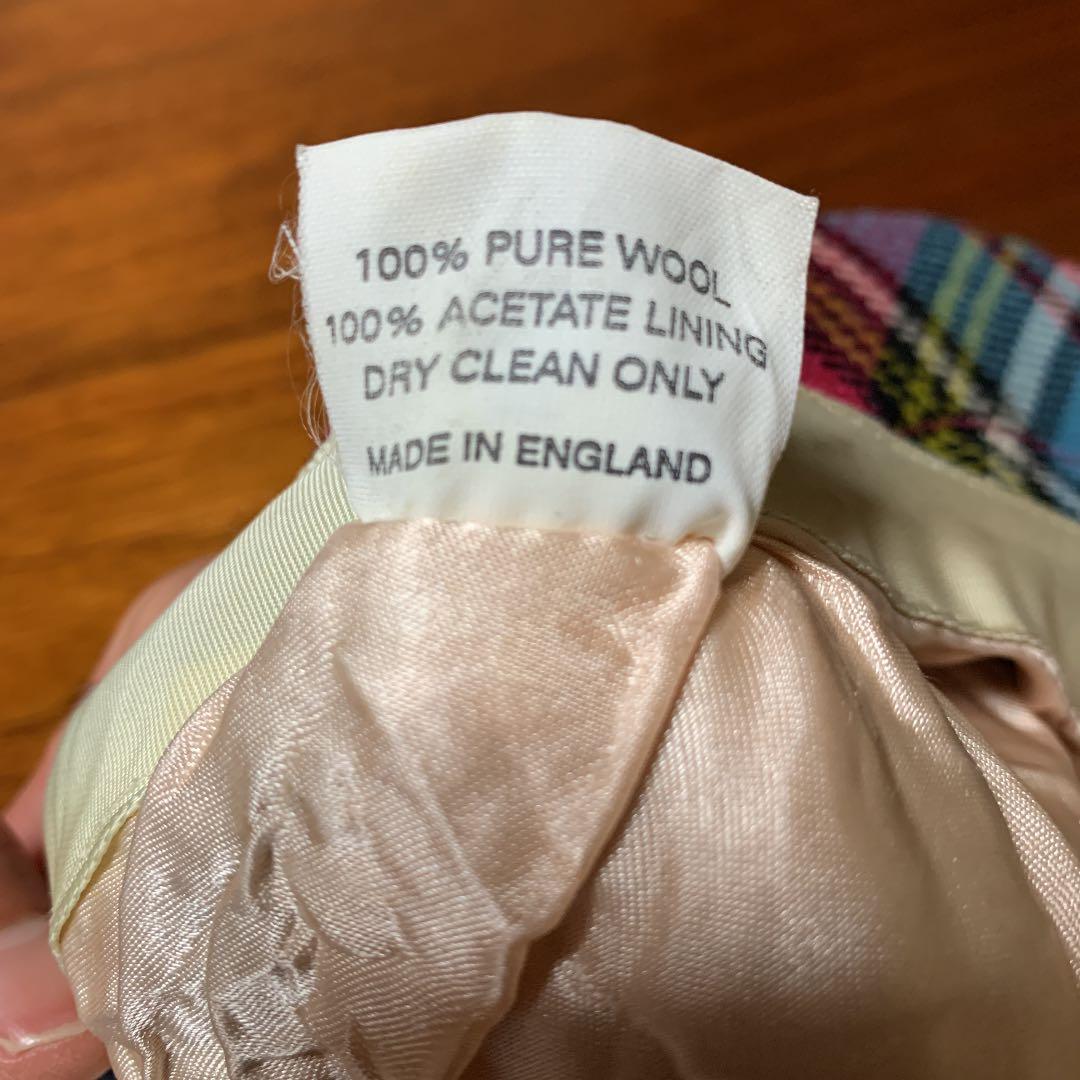 100% PURE WOOL
100% ACETATE LINING
DRY CLEAN ONLY
MADE IN ENGLAND